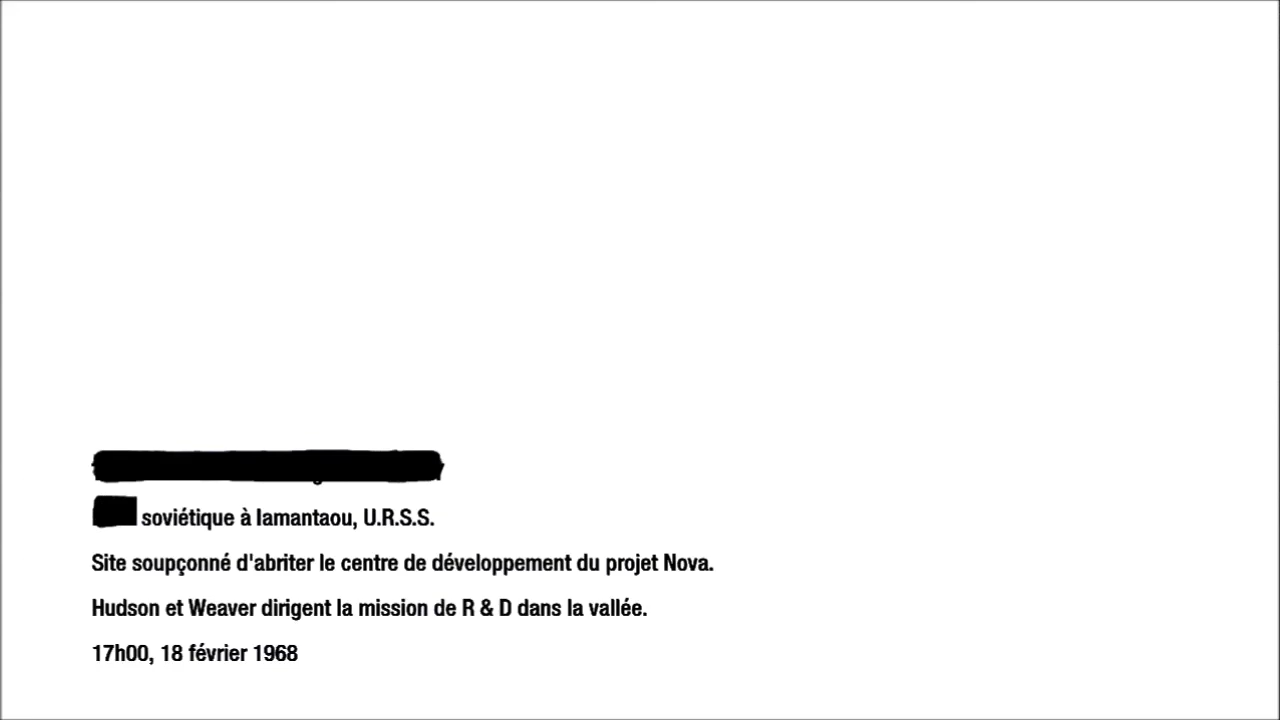 soviétique à Iamantaou, U.R.S.S.
Site soupçonné d'abriter le centre de développement du projet Nova.
Hudson et Weaver dirigent la mission de R & D dans la vallée.
17h00, 18 février 1968